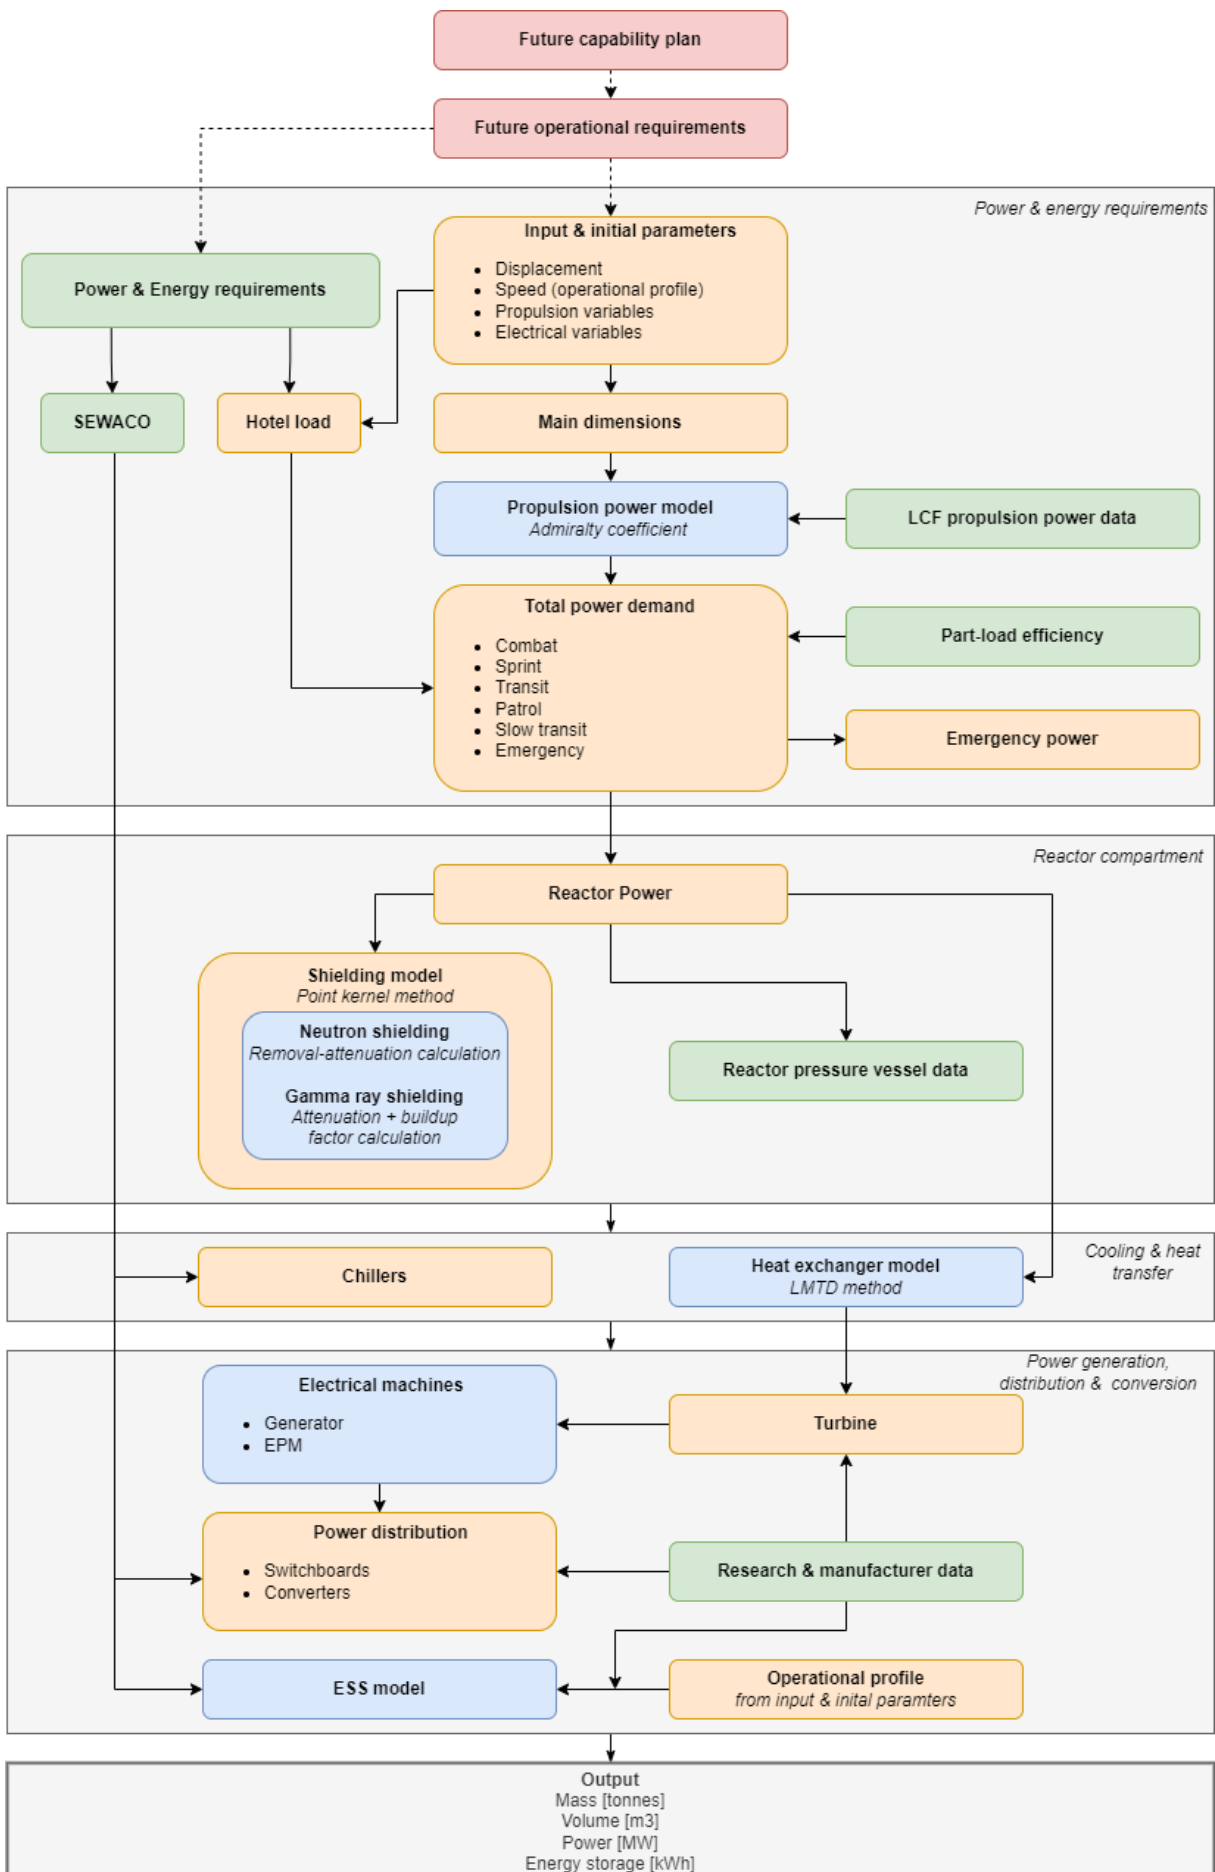 Future capability plan
Future operational requirements
Power & energy requirements
Input & initial parameters
• Displacement
• Speed (operational profile)
• Propulsion variables
• Electrical variables
Power & Energy requirements
SEWACO
Hotel load
Main dimensions
Propulsion power model
Admiralty coefficient
LCF propulsion power data
Total power demand
• Combat
• Sprint
• Transit
• Patrol
• Slow transit
• Emergency
Part-load efficiency
Emergency power
Reactor compartment
Reactor Power
Shielding model
Point kernel method
Neutron shielding
Removal-attenuation calculation
Gamma ray shielding
Attenuation + buildup
factor calculation
Reactor pressure vessel data
Cooling & heat
transfer
Chillers
Heat exchanger model
LMTD method
Power generation,
distribution & conversion
Electrical machines
• Generator
• EPM
Turbine
Power distribution
• Switchboards
• Converters
Research & manufacturer data
ESS model
Operational profile
from input & inital paramters
Output
Mass [tonnes]
Volume [m3]
Power [MW]
Energy storage [kWh]